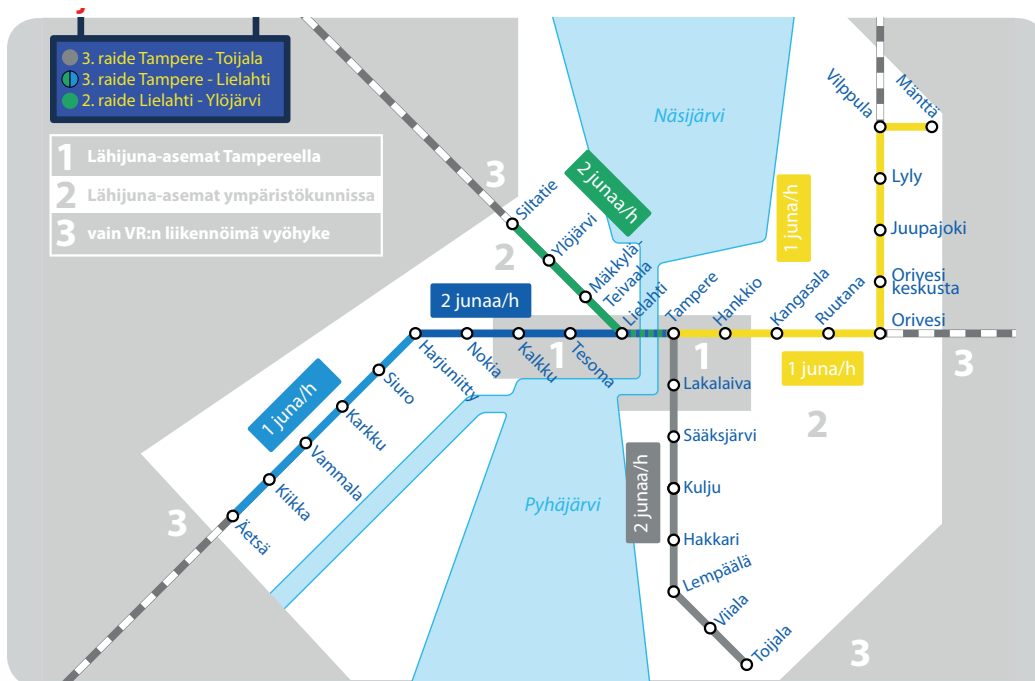 3. raide Tampere - Toijala
3. raide Tampere - Lielahti
2. raide Lielahti - Ylöjärvi
1 Lähijuna-asemat Tampereella
2 Lähijuna-asemat ympäristökunnissa
3 vain VR:n liikennöimä vyöhyke
Näsijärvi
Vilppula
Mänttä
Lyly
Juupajoki
Orivesi
keskusta
Orivesi
1 juna/h
2 junaa/h
3
Siltatie
Ylöjärvi
Mäkkylä-
Teivaala
Lielahti
2
Tampere
Hankkio
Kangasala
Ruutana
1 juna/h
3
2 junaa/h
Harjuniitty
Nokia
Kalkku
1
Tesoma
1
2
Lakalaiva
Sääksjärvi
Kulju
Hakkari
Lempäälä
Viiala
Toijala
2 junaa/h
3
Pyhäjärvi
1 juna/h
Siuro
Karkku
Vammala
Kiikka
Äetsä
3